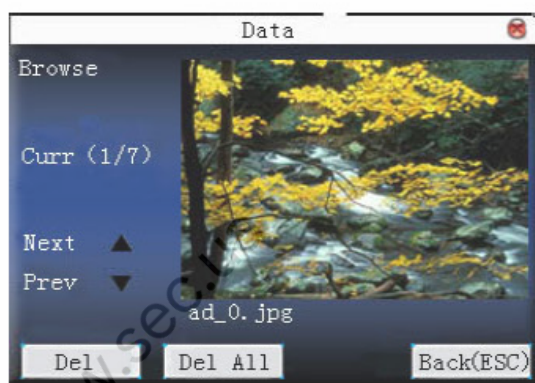 Data
Browse
Curr (1/7)
Next ▲
Prev ▼
ad_0.jpg
Del
Del All
Back(ESC)